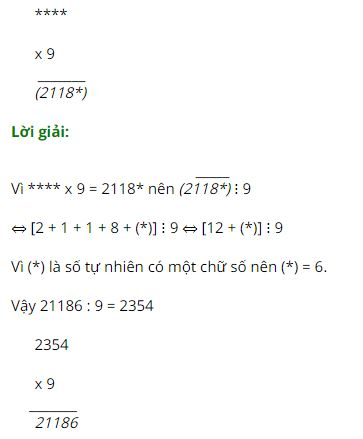 ****
x 9
(2118*)
Lời giải:
Vì **** x 9 = 2118* nên (2118*) ⋮ 9
⇔ [2 + 1 + 1 + 8 + (*)] ⋮ 9 ⇔ [12 + (*)] ⋮ 9
Vì (*) là số tự nhiên có một chữ số nên (*) = 6.
Vậy 21186 : 9 = 2354
2354
x 9
21186